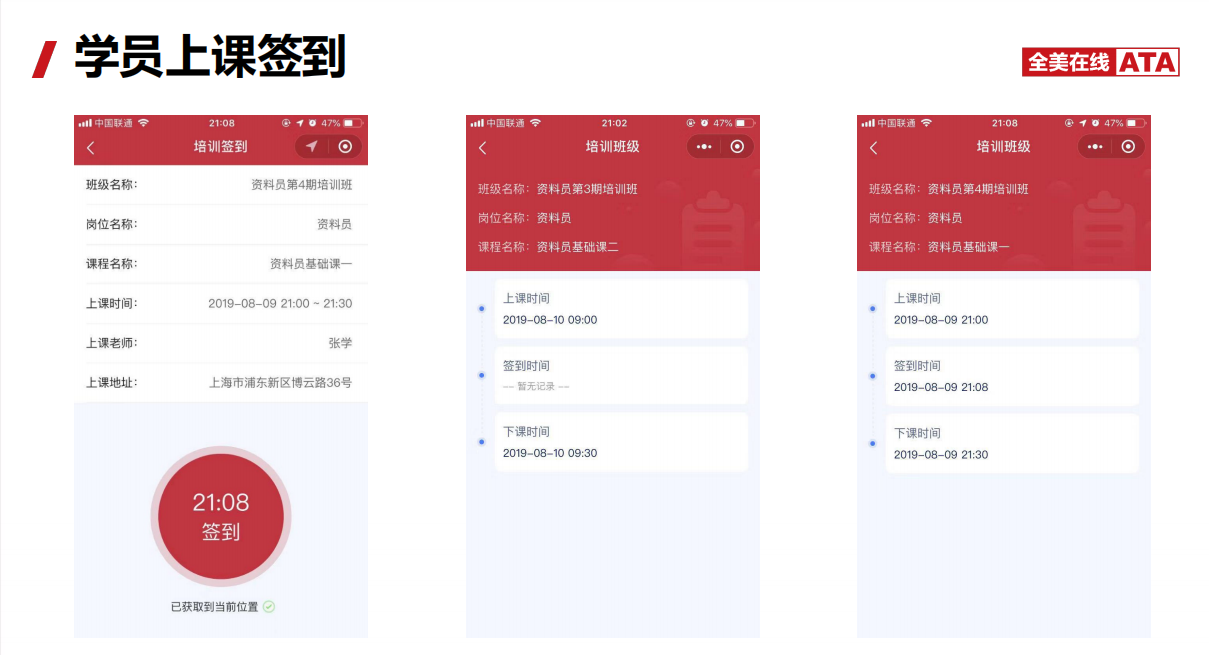 学员上课签到
全美在线 ATA
中国联通 21:08 47%
培训签到
班级名称： 资料员第4期培训班
岗位名称： 资料员
课程名称： 资料员基础课一
上课时间： 2019-08-09 21:00 ~ 21:30
上课老师： 张学
上课地址： 上海市浦东新区博云路36号
21:08
签到
已获取到当前位置
中国联通 21:02 47%
培训班级
班级名称：资料员第3期培训班
岗位名称：资料员
课程名称：资料员基础课二
上课时间
2019-08-10 09:00
签到时间
-- 暂无记录 --
下课时间
2019-08-10 09:30
中国联通 21:08 47%
培训班级
班级名称：资料员第4期培训班
岗位名称：资料员
课程名称：资料员基础课一
上课时间
2019-08-09 21:00
签到时间
2019-08-09 21:08
下课时间
2019-08-09 21:30